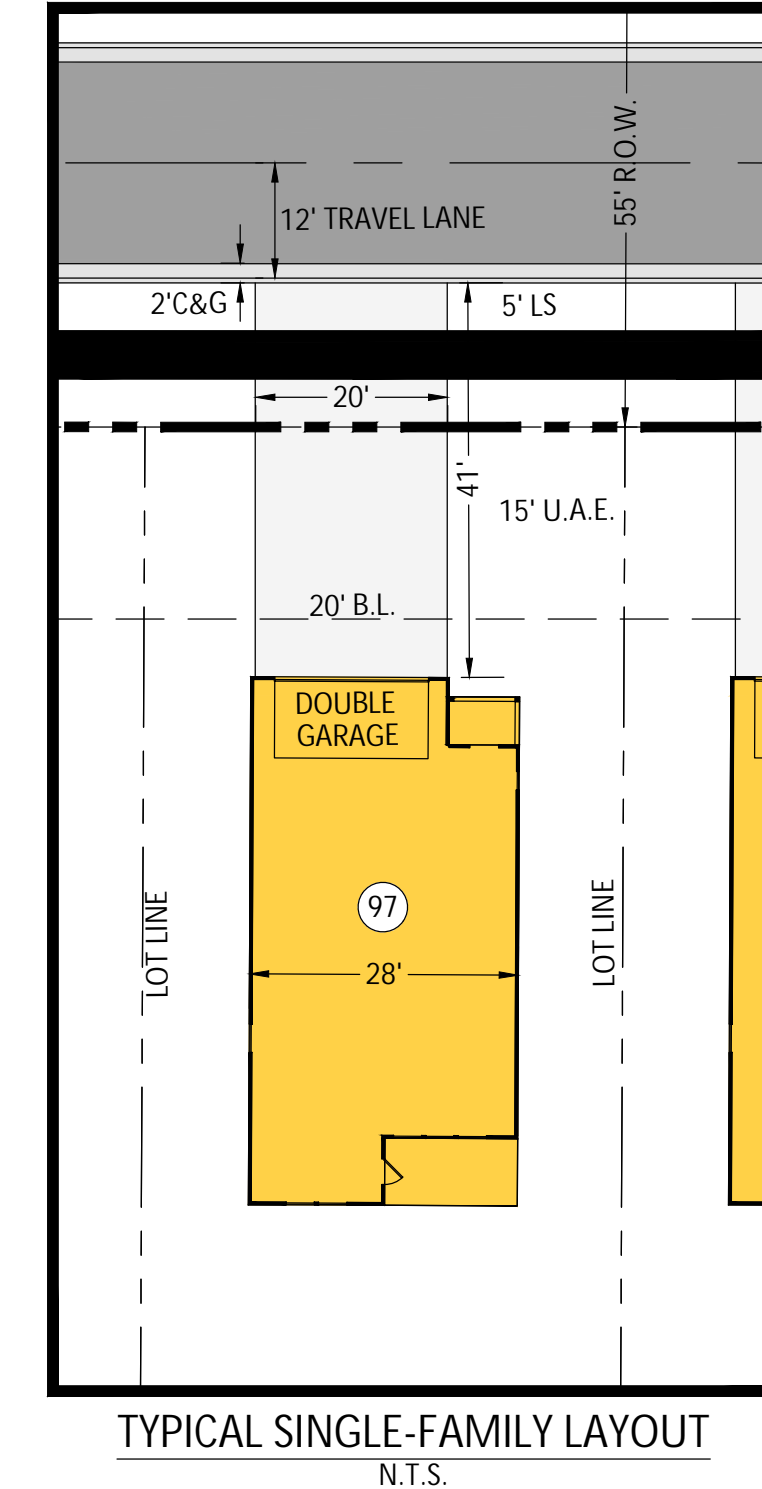 55' R.O.W.
12' TRAVEL LANE
2'C&G
5' LS
20'
41'
15' U.A.E.
20' B.L.
DOUBLE
GARAGE
97
LOT LINE
LOT LINE
28'
TYPICAL SINGLE-FAMILY LAYOUT
N.T.S.